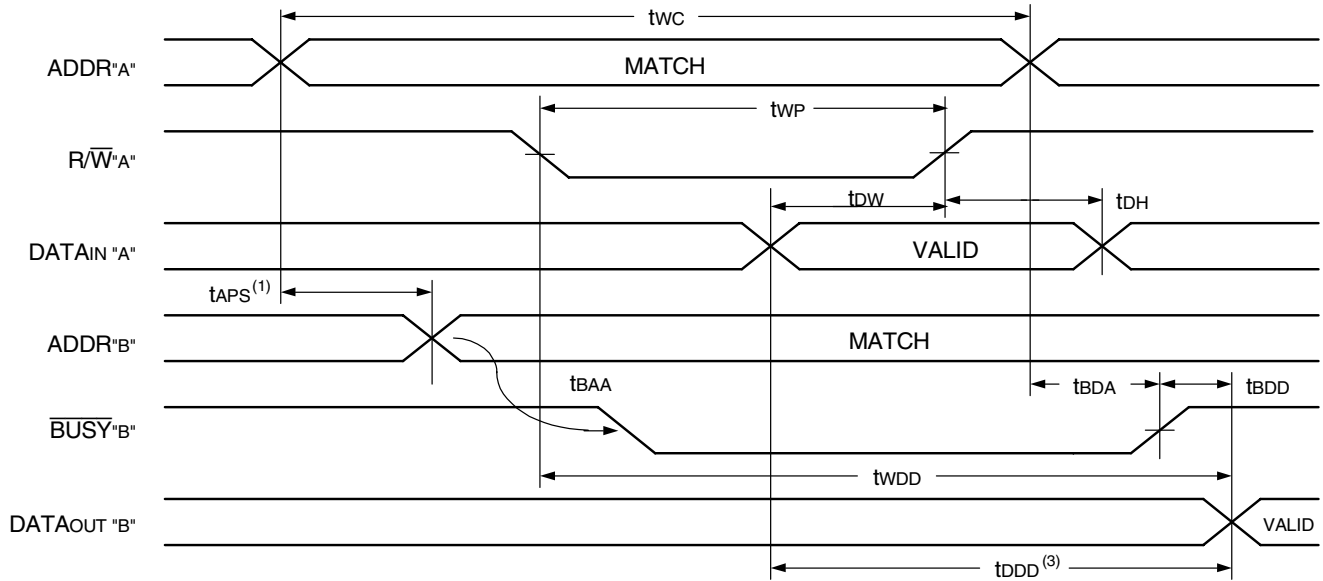 tWC
ADDR"A" MATCH
tWP
R/W̅"A"
tDW tDH
DATAIN "A" VALID
tAPS(1)
ADDR"B" MATCH
tBAA tBDA tBDD
B̅U̅S̅Y̅"B"
tWDD
DATAOUT "B" VALID
tDDD(3)